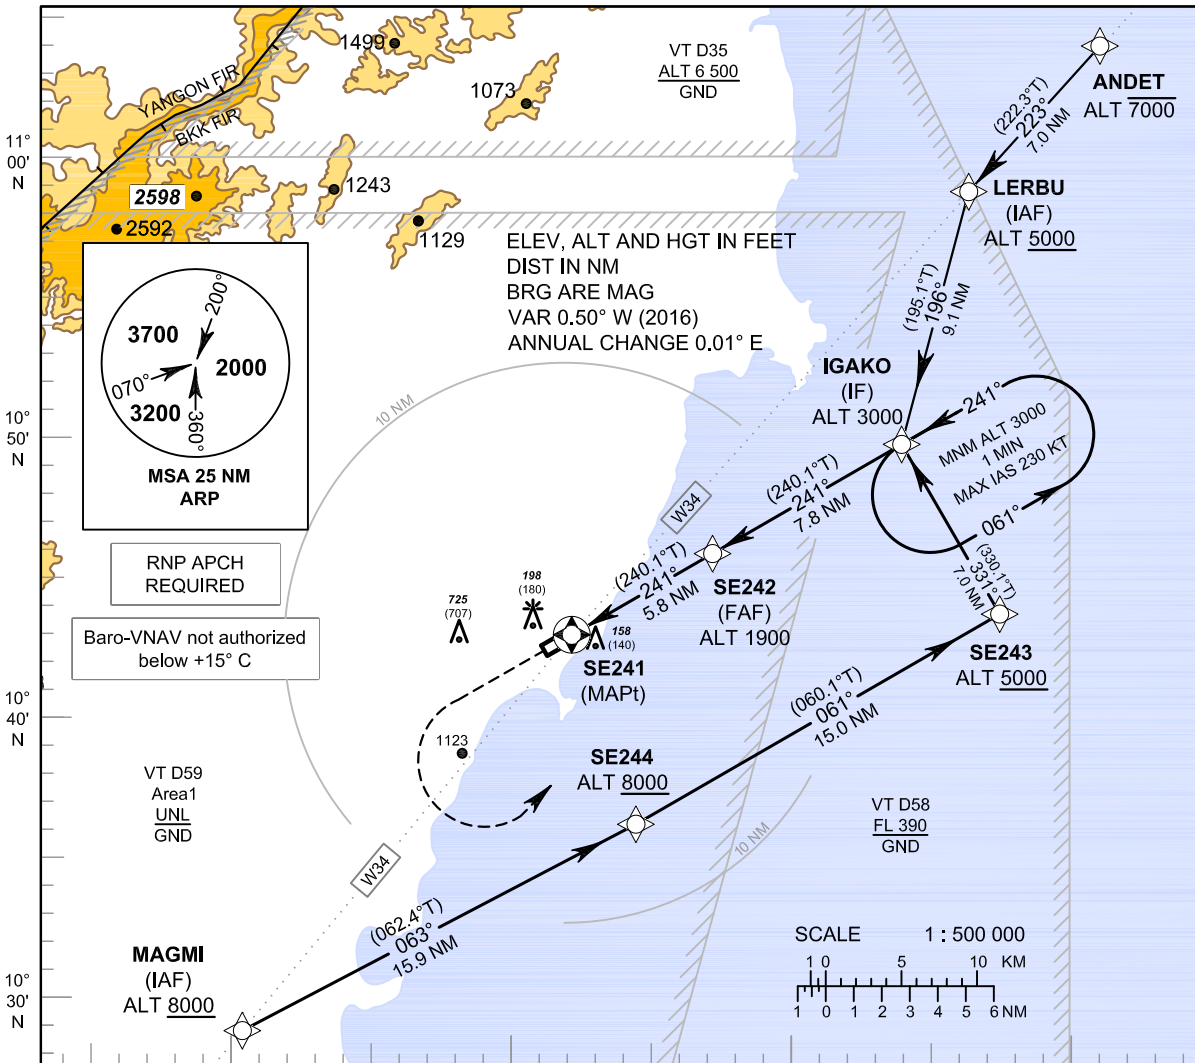 1499
1073
VT D35
ALT 6 500
GND
ANDET
ALT 7000
YANGON FIR
BKK FIR
(222.3°T)
223°
7.0 NM
11°
00'
N
2598
2592
1243
1129
LERBU
(IAF)
ALT 5000
ELEV, ALT AND HGT IN FEET
DIST IN NM
BRG ARE MAG
VAR 0.50° W (2016)
ANNUAL CHANGE 0.01° E
200°
3700
2000
070°
3200
360°
MSA 25 NM
ARP
(195.1°T)
196°
9.1 NM
IGAKO
(IF)
ALT 3000
10 NM
10°
50'
N
241°
MNM ALT 3000
1 MIN
MAX IAS 230 KT
061°
(240.1°T)
241°
7.8 NM
W34
RNP APCH
REQUIRED
Baro-VNAV not authorized
below +15° C
(240.1°T)
241°
5.8 NM
SE242
(FAF)
ALT 1900
(330.1°T)
331°
7.0 NM
198
(180)
725
(707)
158
(140)
SE241
(MAPt)
SE243
ALT 5000
10°
40'
N
(060.1°T)
061°
15.0 NM
1123
SE244
ALT 8000
VT D59
Area1
UNL
GND
VT D58
FL 390
GND
10 NM
W34
(062.4°T)
063°
15.9 NM
MAGMI
(IAF)
ALT 8000
10°
30'
N
SCALE 1 : 500 000
1 0 5 10 KM
1 0 1 2 3 4 5 6 NM